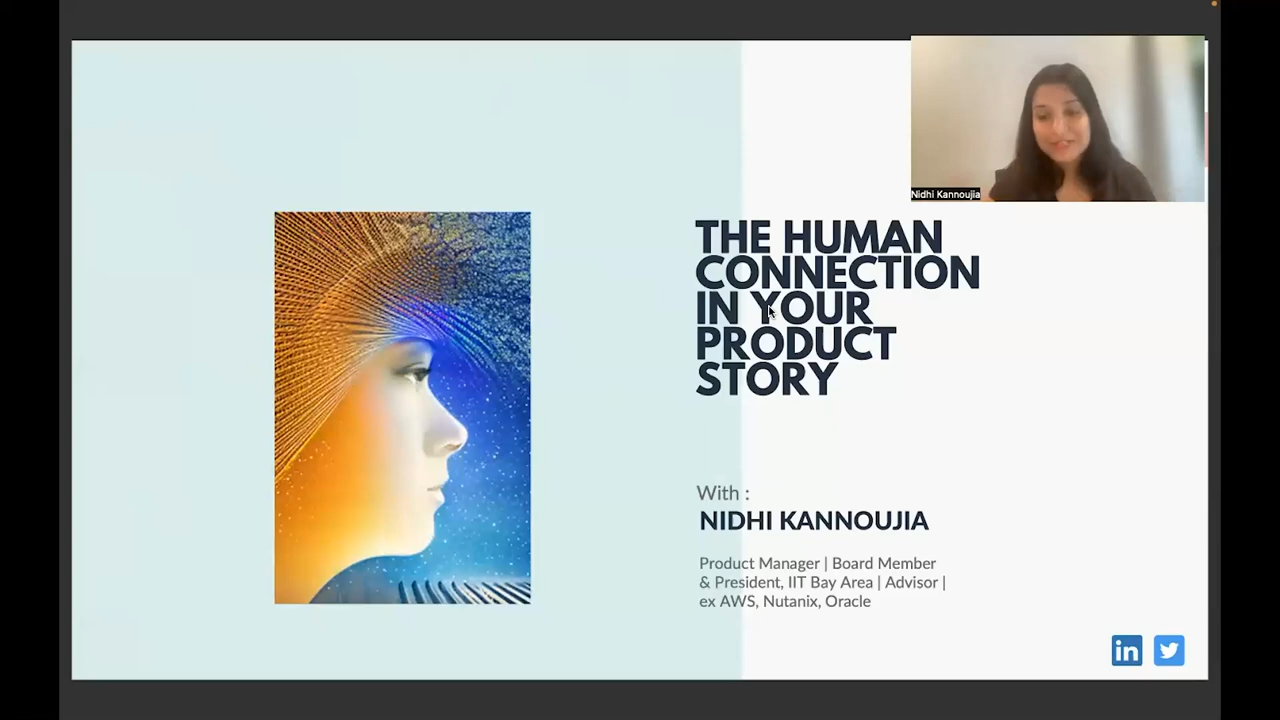 Nidhi Kannoujia
THE HUMAN
CONNECTION
IN YOUR
PRODUCT
STORY
With :
NIDHI KANNOUJIA
Product Manager | Board Member
& President, IIT Bay Area | Advisor |
ex AWS, Nutanix, Oracle
in